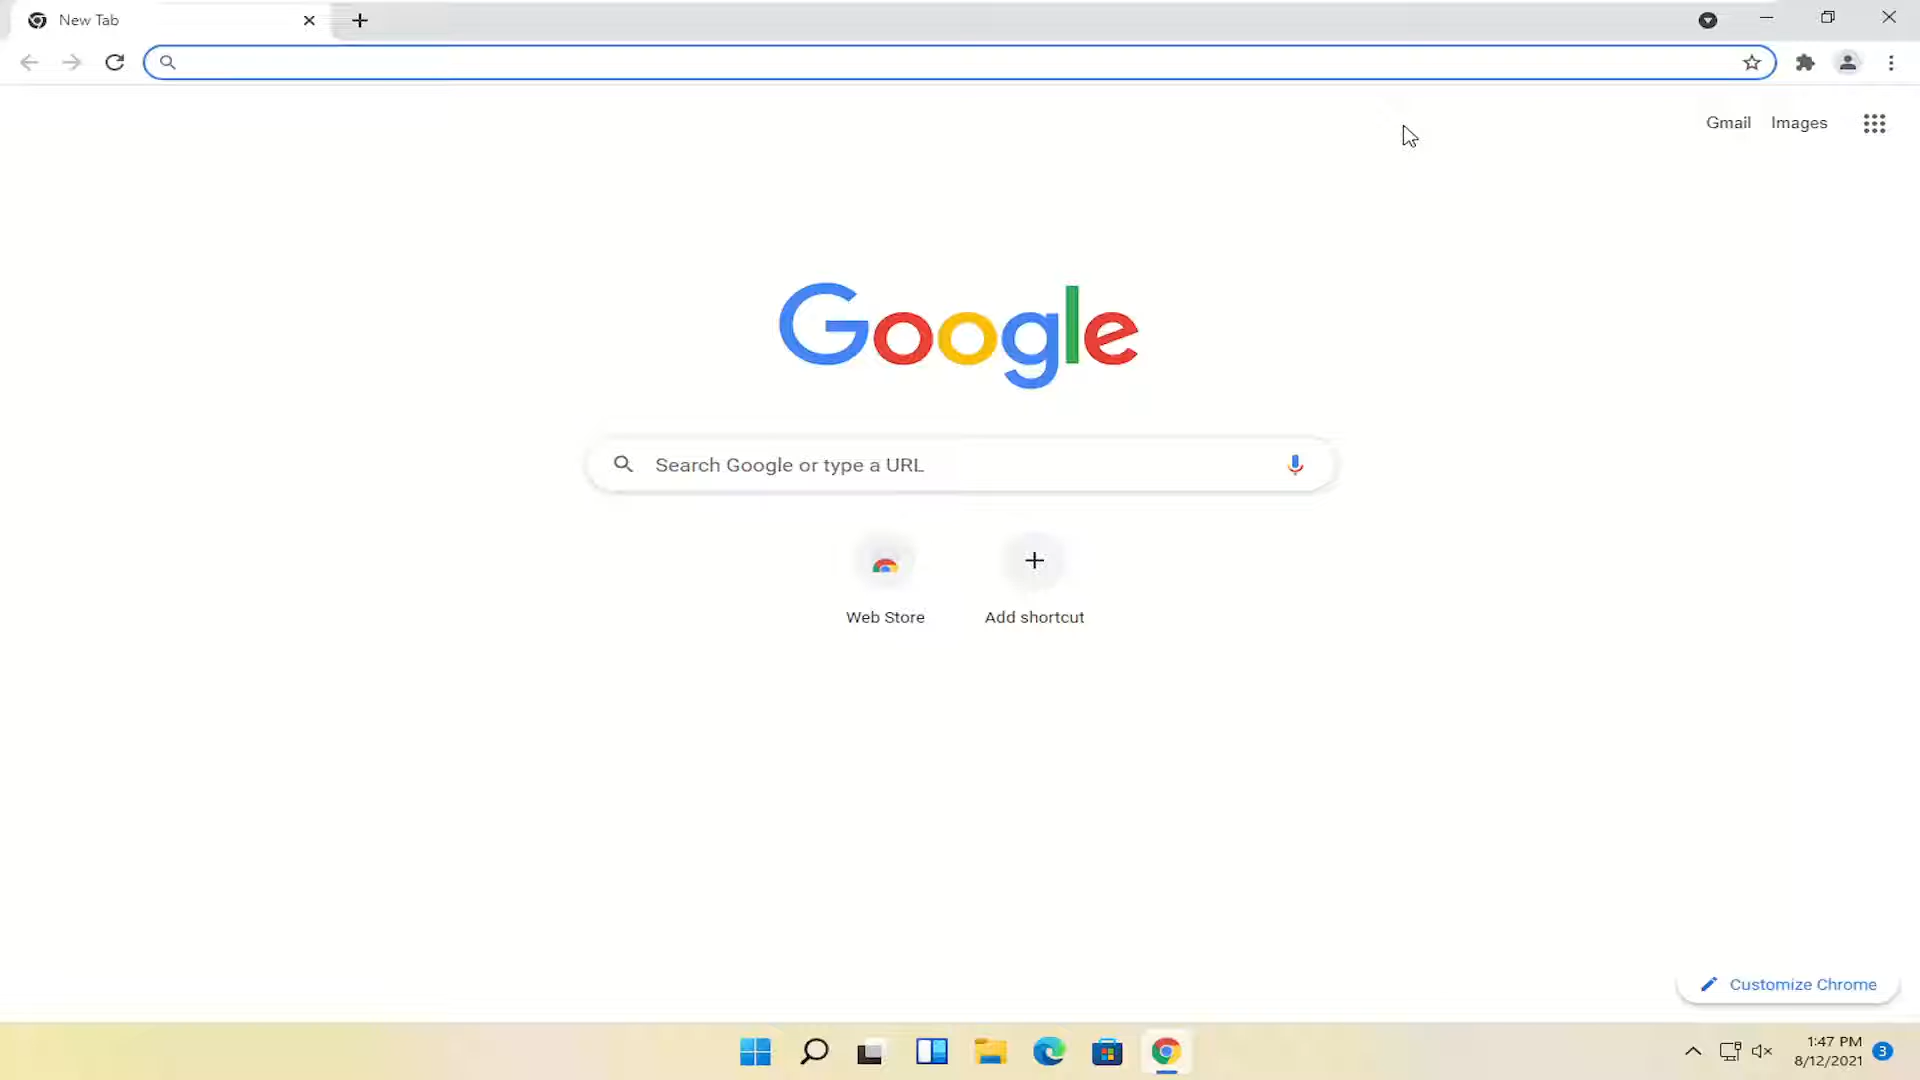 New Tab
Gmail Images
Google
Search Google or type a URL
Web Store
Add shortcut
Customize Chrome
1:47 PM
8/12/2021
3